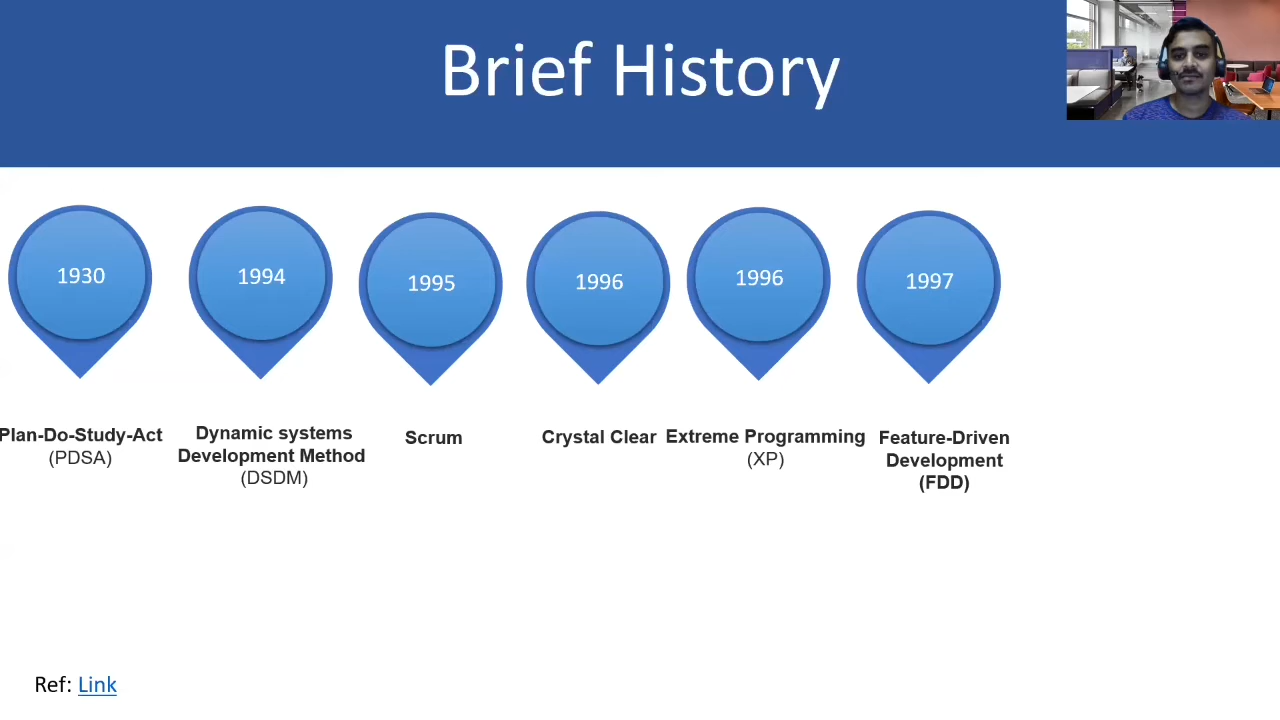 Brief History
1930
1994
1995
1996
1996
1997
Plan-Do-Study-Act
(PDSA)
Dynamic systems
Development Method
(DSDM)
Scrum
Crystal Clear
Extreme Programming
(XP)
Feature-Driven
Development
(FDD)
Ref: Link